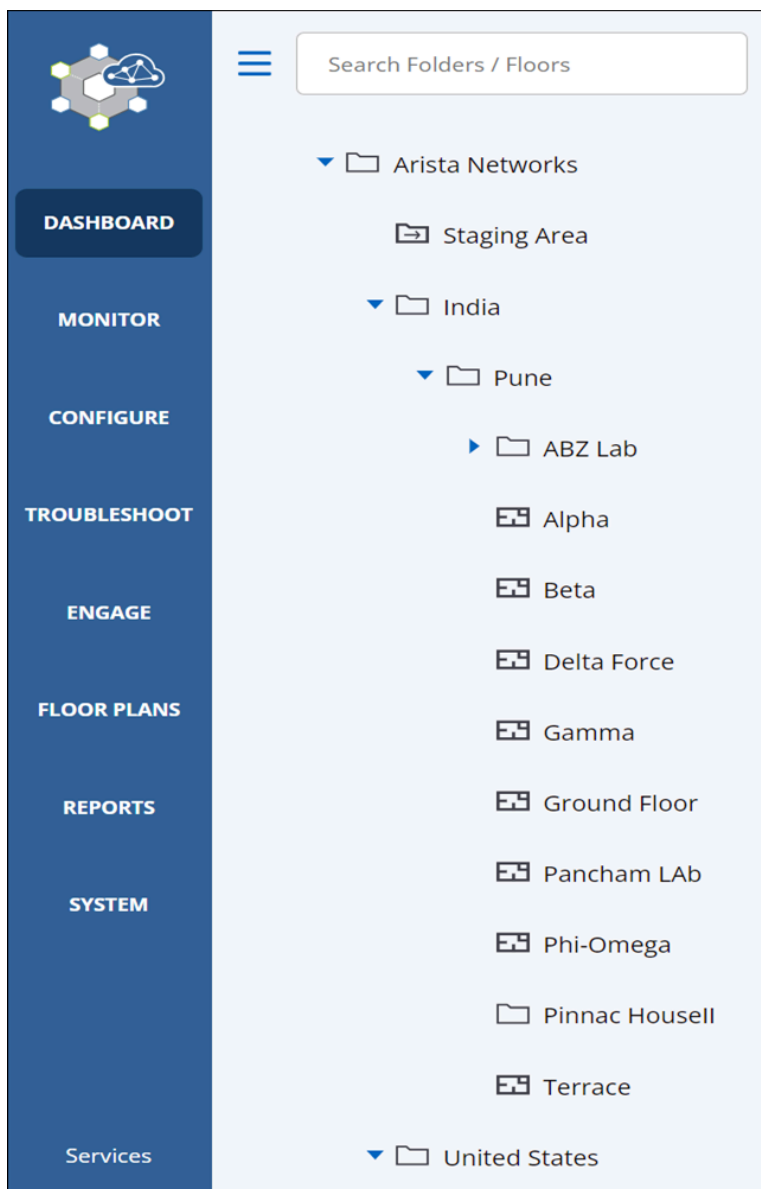 Search Folders / Floors
Arista Networks
DASHBOARD
Staging Area
MONITOR
India
Pune
CONFIGURE
ABZ Lab
TROUBLESHOOT
Alpha
Beta
ENGAGE
Delta Force
FLOOR PLANS
Gamma
REPORTS
Ground Floor
Pancham LAb
SYSTEM
Phi-Omega
Pinnac HouseII
Terrace
Services
United States